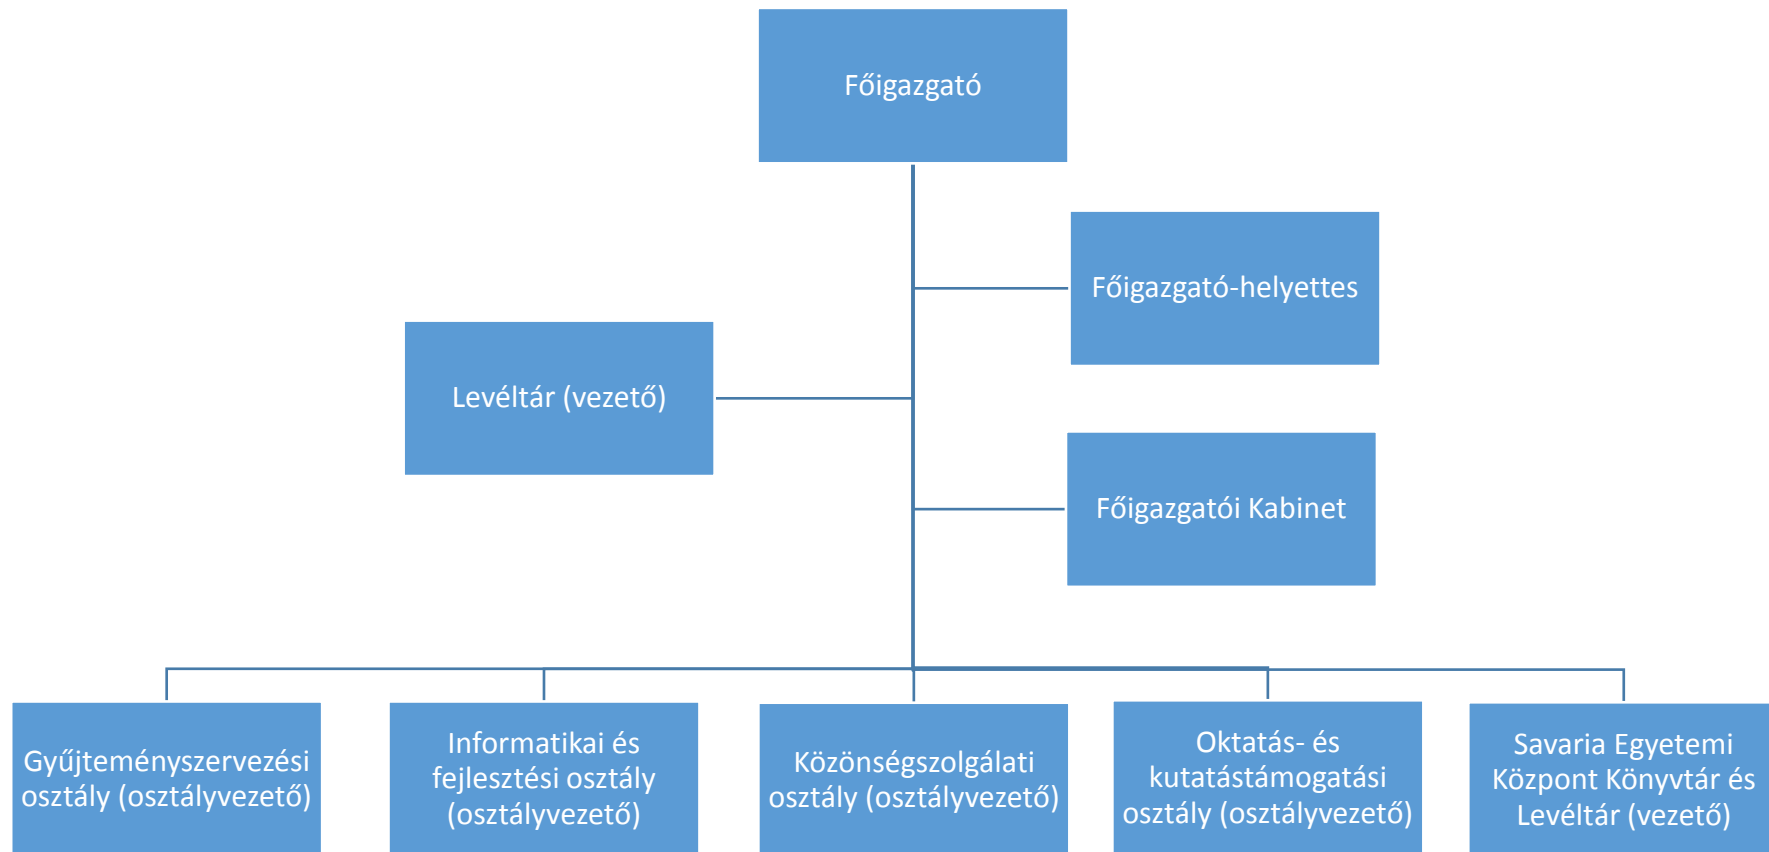 Főigazgató
Főigazgató-helyettes
Levéltár (vezető)
Főigazgatói Kabinet
Gyűjteményszervezési
osztály (osztályvezető)
Informatikai és
fejlesztési osztály
(osztályvezető)
Közönségszolgálati
osztály (osztályvezető)
Oktatás- és
kutatástámogatási
osztály (osztályvezető)
Savaria Egyetemi
Központ Könyvtár és
Levéltár (vezető)